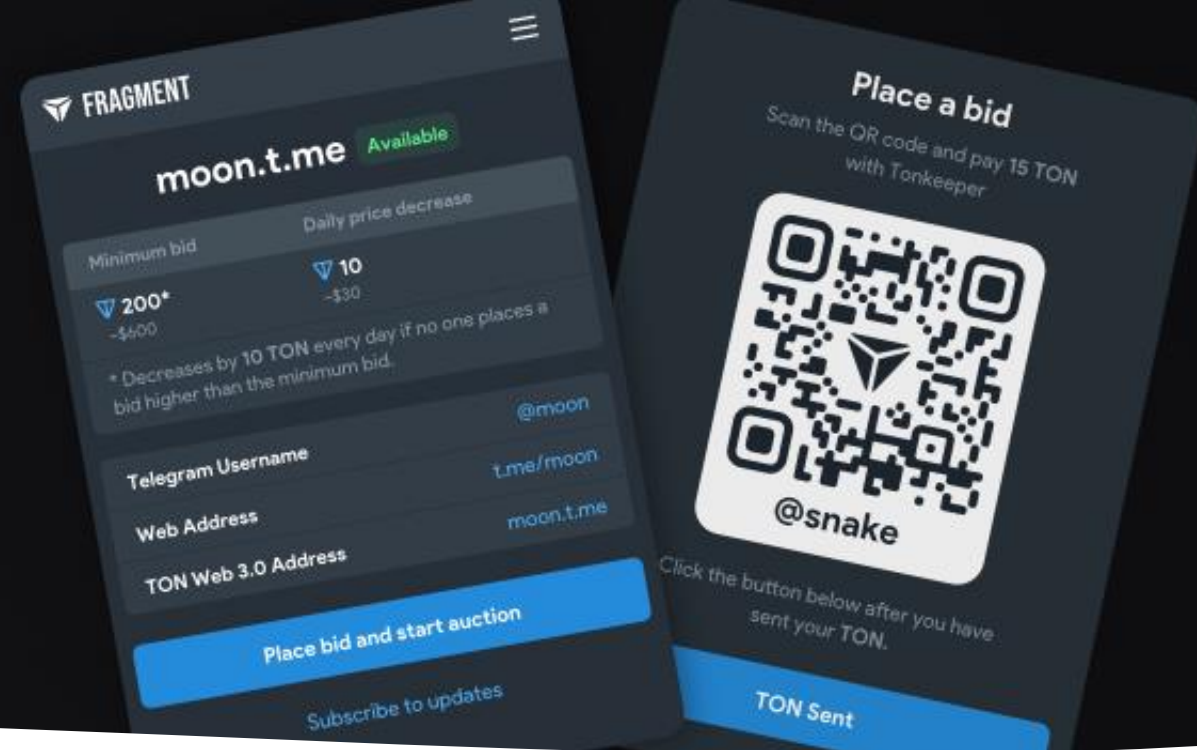 FRAGMENT
moon.t.me Available
Minimum bid Daily price decrease
200* 10
~$600 ~$30
* Decreases by 10 TON every day if no one places a
bid higher than the minimum bid.
Telegram Username @moon
Web Address t.me/moon
TON Web 3.0 Address moon.t.me
Place bid and start auction
Subscribe to updates
Place a bid
Scan the QR code and pay 15 TON
with Tonkeeper
@snake
Click the button below after you have
sent your TON.
TON Sent